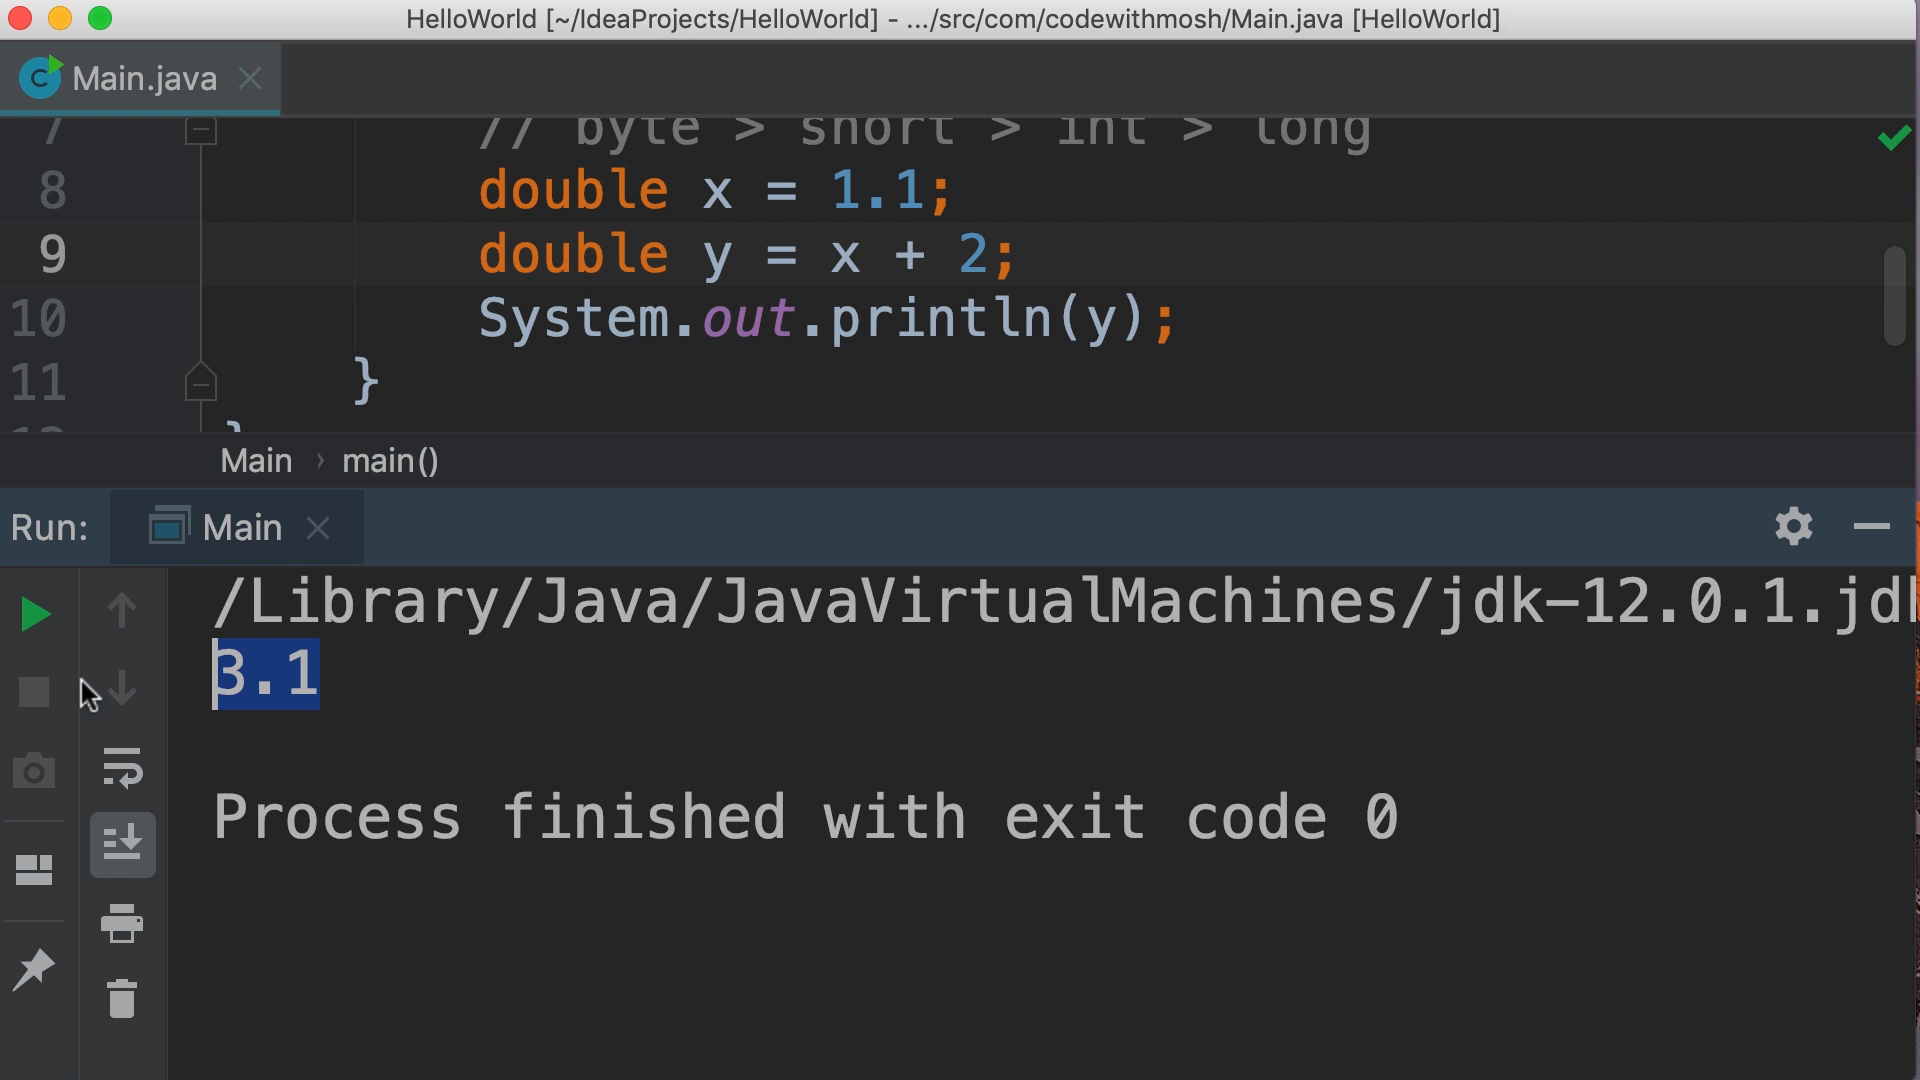 HelloWorld [~/IdeaProjects/HelloWorld] - .../src/com/codewithmosh/Main.java [HelloWorld]
Main.java
7 // byte > short > int > long
8 double x = 1.1;
9 double y = x + 2;
10 System.out.println(y);
11 }
12 }
Main › main()
Run: Main
/Library/Java/JavaVirtualMachines/jdk-12.0.1.jd
3.1
Process finished with exit code 0